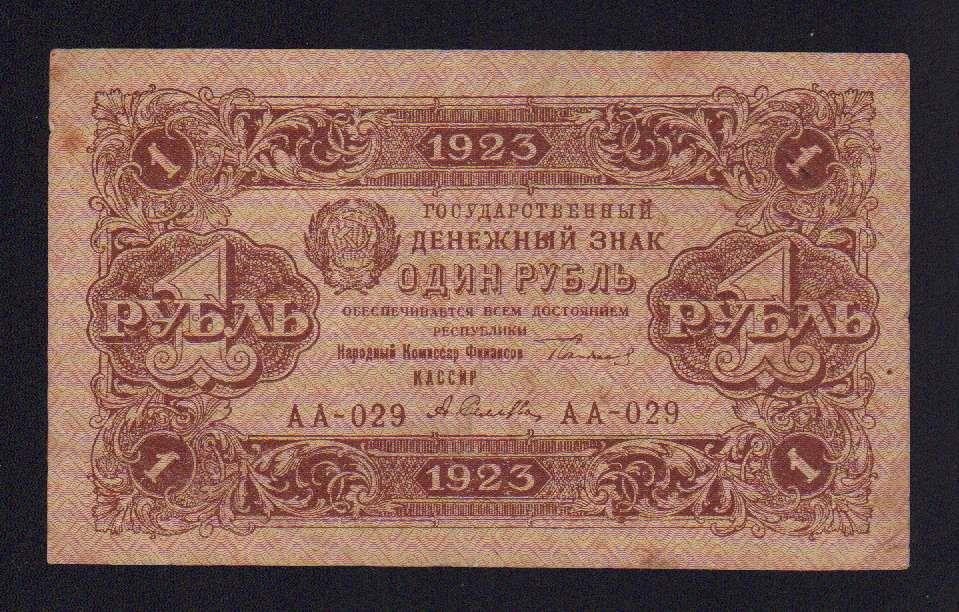 1 1923 1
ГОСУДАРСТВЕННЫЙ
ДЕНЕЖНЫЙ ЗНАК
ОДИН РУБЛЬ
1 РУБЛЬ
1 РУБЛЬ
ОБЕСПЕЧИВАЕТСЯ ВСЕМ ДОСТОЯНИЕМ
РЕСПУБЛИКИ
Народный Комиссар Финансов
КАССИР
АА-029 АА-029
1 1923 1